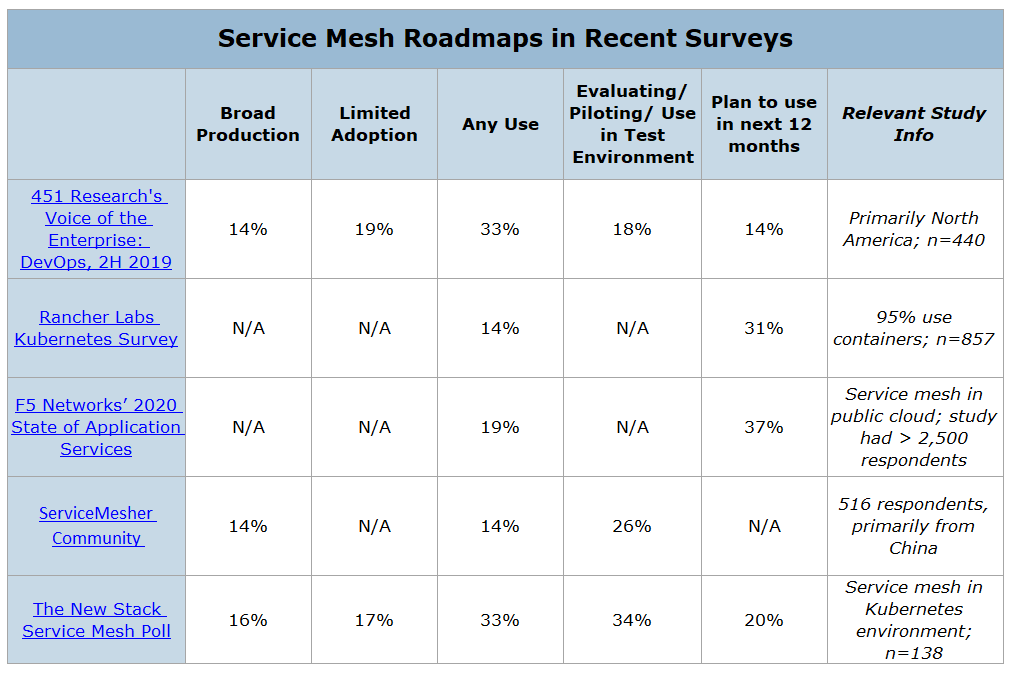 Service Mesh Roadmaps in Recent Surveys
Broad
Production
Limited
Adoption
Any Use
Evaluating/
Piloting/ Use
in Test
Environment
Plan to use
in next 12
months
Relevant Study
Info
451 Research's
Voice of the
Enterprise:
DevOps, 2H 2019
14%
19%
33%
18%
14%
Primarily North
America; n=440
Rancher Labs
Kubernetes Survey
N/A
N/A
14%
N/A
31%
95% use
containers; n=857
F5 Networks’ 2020
State of Application
Services
N/A
N/A
19%
N/A
37%
Service mesh in
public cloud; study
had > 2,500
respondents
ServiceMesher
Community
14%
N/A
14%
26%
N/A
516 respondents,
primarily from
China
The New Stack
Service Mesh Poll
16%
17%
33%
34%
20%
Service mesh in
Kubernetes
environment;
n=138